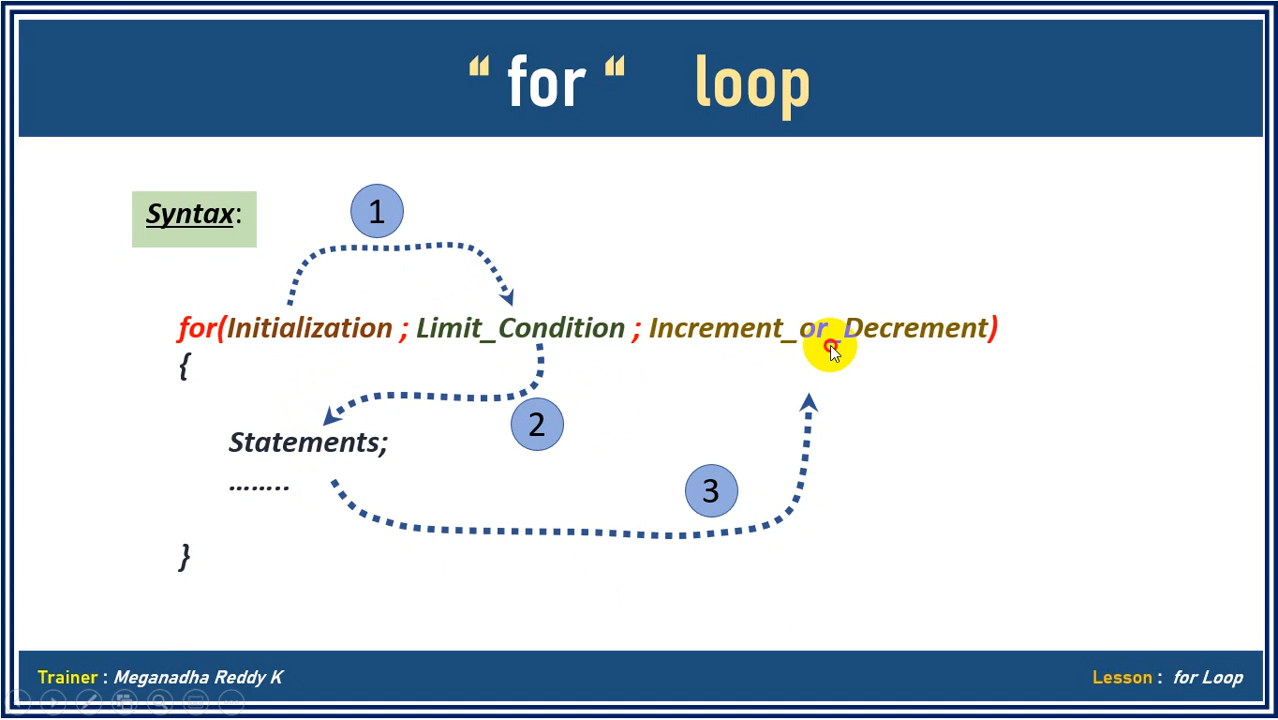 “ for “ loop
Syntax:
1
for(Initialization ; Limit_Condition ; Increment_or_Decrement)
{
2
Statements;
........
3
}
Trainer : Meganadha Reddy K
Lesson : for Loop